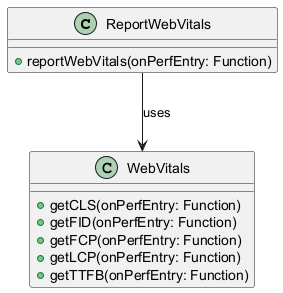 C ReportWebVitals
reportWebVitals(onPerfEntry: Function)
uses
C WebVitals
getCLS(onPerfEntry: Function)
getFID(onPerfEntry: Function)
getFCP(onPerfEntry: Function)
getLCP(onPerfEntry: Function)
getTTFB(onPerfEntry: Function)